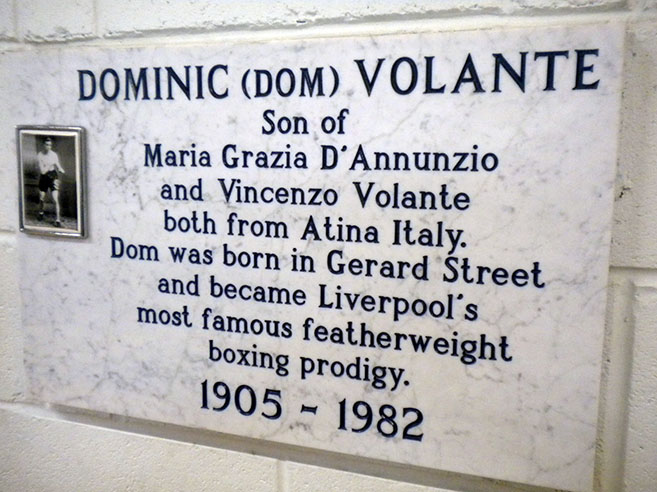 DOMINIC (DOM) VOLANTE
Son of
Maria Grazia D'Annunzio
and Vincenzo Volante
both from Atina Italy.
Dom was born in Gerard Street
and became Liverpool's
most famous featherweight
boxing prodigy.
1905 - 1982